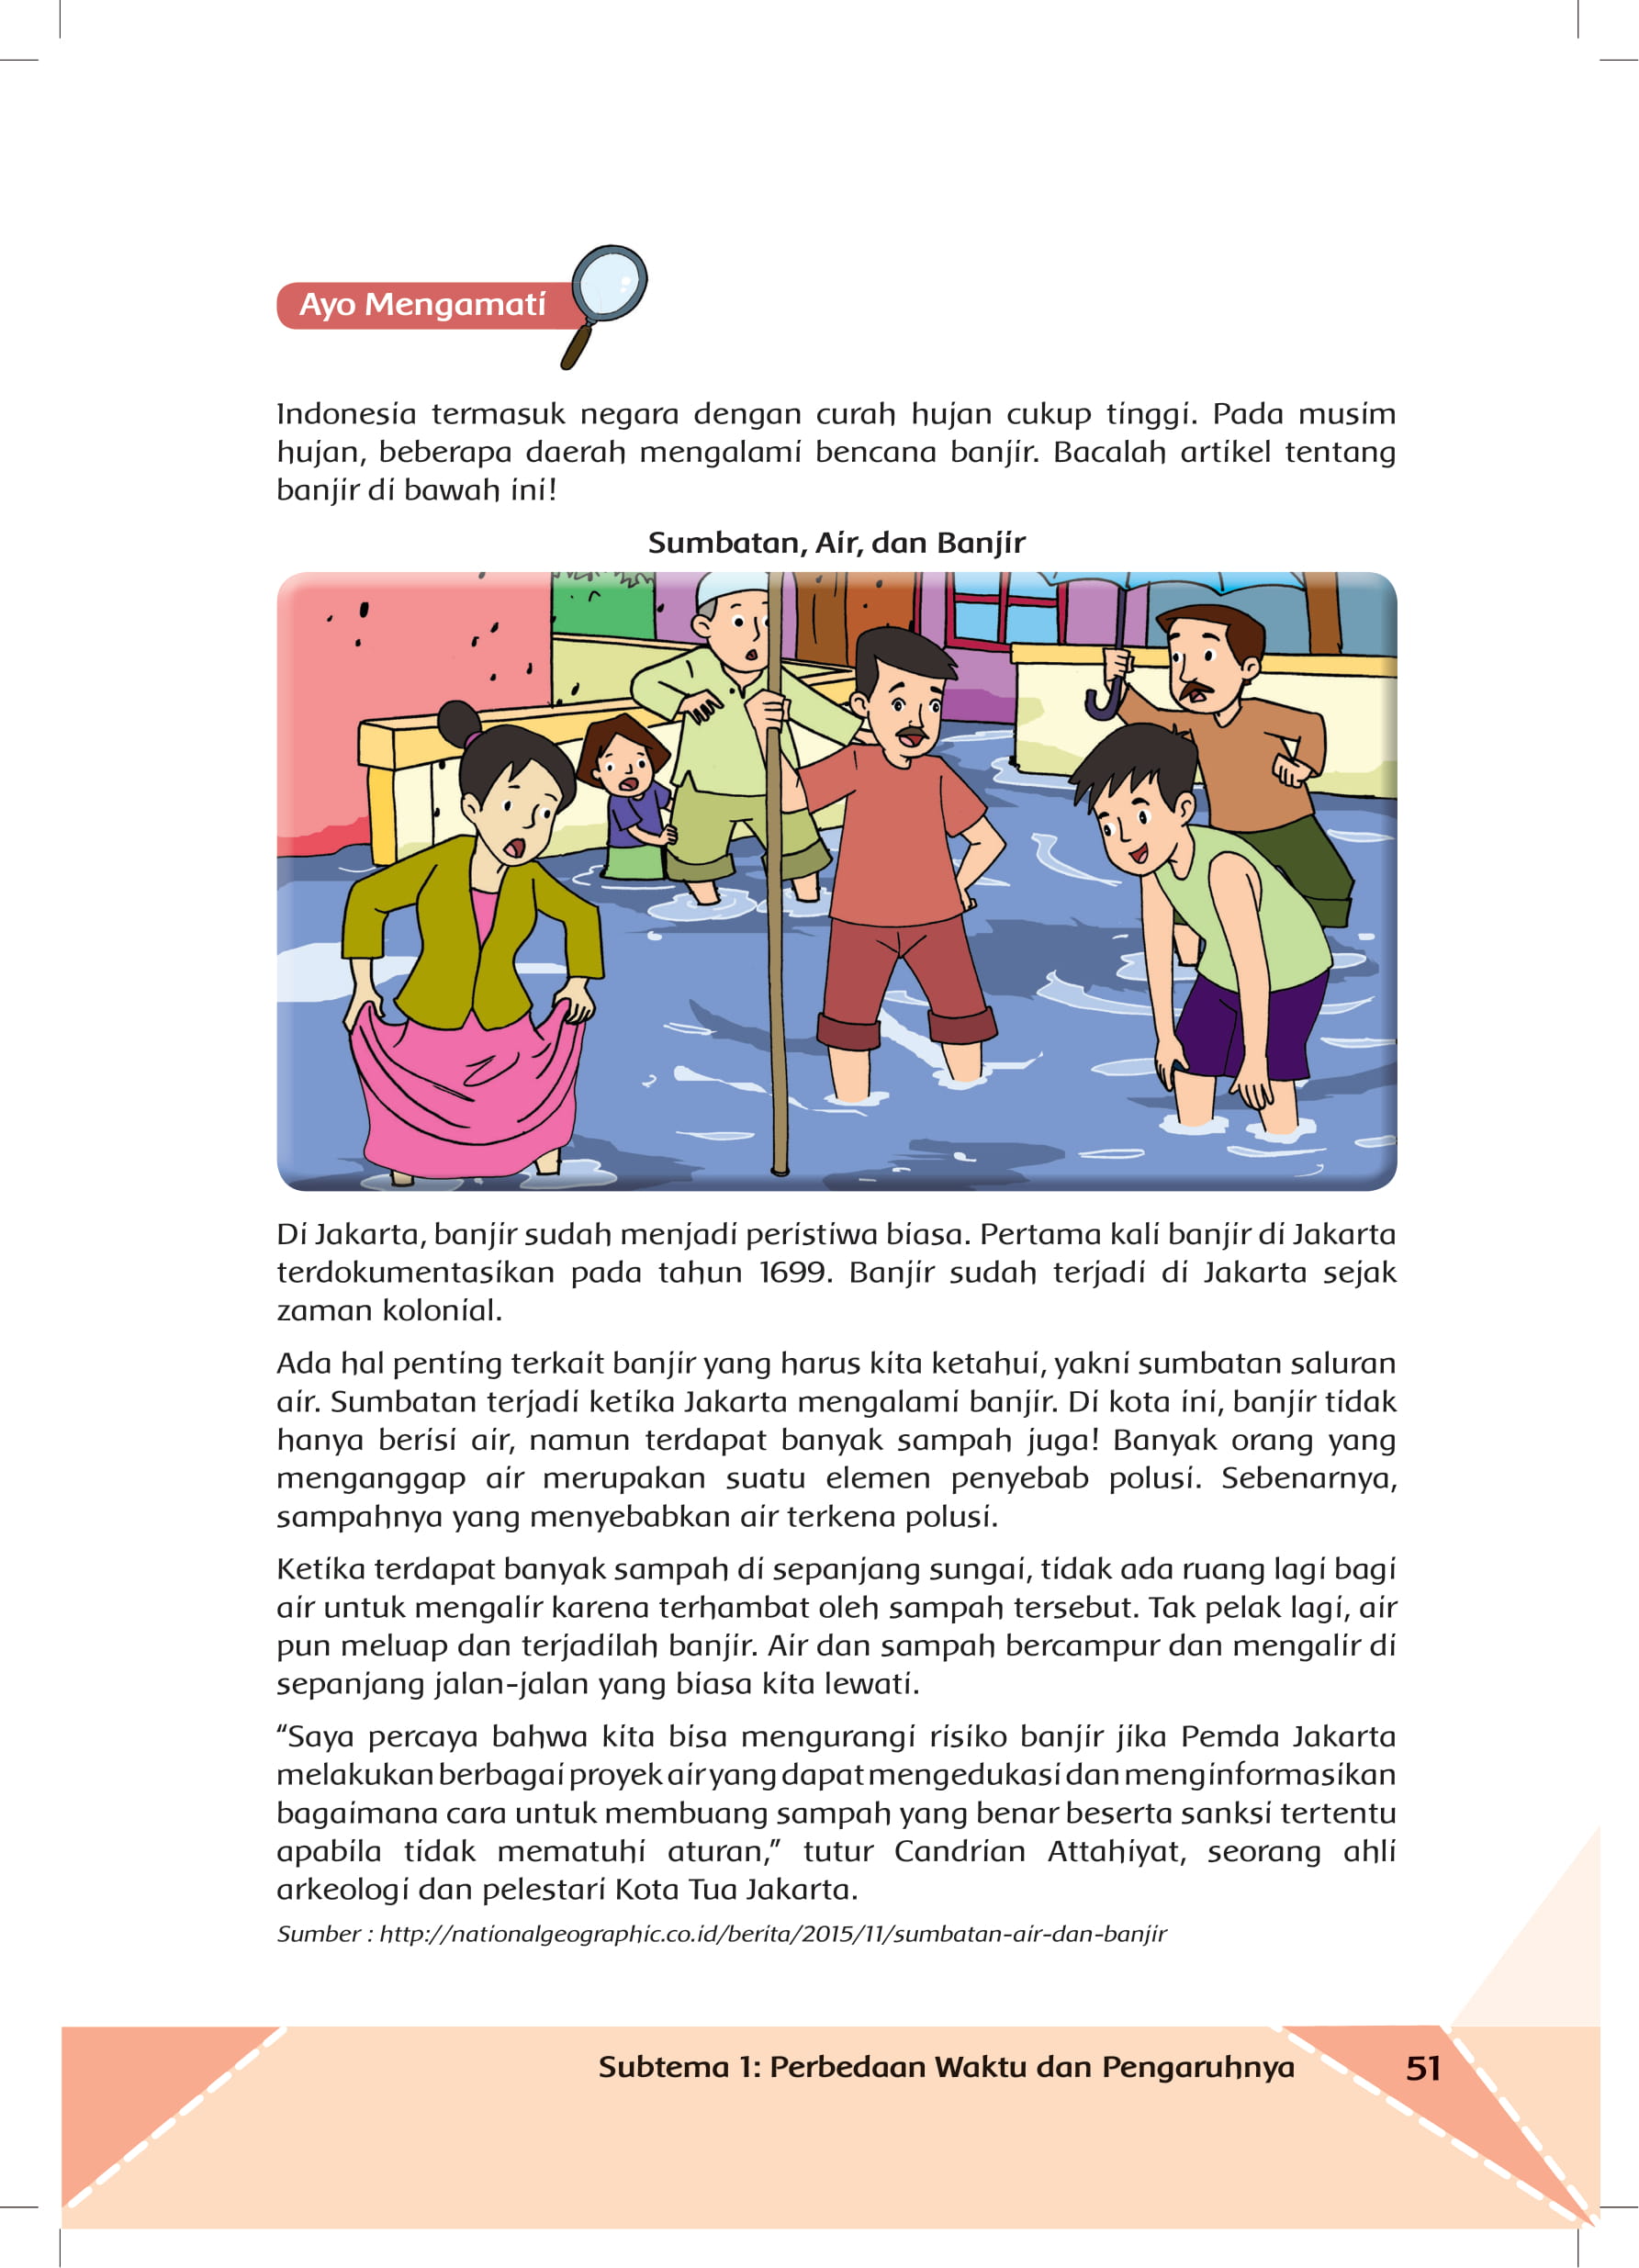 Ayo Mengamati
Indonesia termasuk negara dengan curah hujan cukup tinggi. Pada musim
hujan, beberapa daerah mengalami bencana banjir. Bacalah artikel tentang
banjir di bawah ini!
Sumbatan, Air, dan Banjir
Di Jakarta, banjir sudah menjadi peristiwa biasa. Pertama kali banjir di Jakarta
terdokumentasikan pada tahun 1699. Banjir sudah terjadi di Jakarta sejak
zaman kolonial.
Ada hal penting terkait banjir yang harus kita ketahui, yakni sumbatan saluran
air. Sumbatan terjadi ketika Jakarta mengalami banjir. Di kota ini, banjir tidak
hanya berisi air, namun terdapat banyak sampah juga! Banyak orang yang
menganggap air merupakan suatu elemen penyebab polusi. Sebenarnya,
sampahnya yang menyebabkan air terkena polusi.
Ketika terdapat banyak sampah di sepanjang sungai, tidak ada ruang lagi bagi
air untuk mengalir karena terhambat oleh sampah tersebut. Tak pelak lagi, air
pun meluap dan terjadilah banjir. Air dan sampah bercampur dan mengalir di
sepanjang jalan-jalan yang biasa kita lewati.
“Saya percaya bahwa kita bisa mengurangi risiko banjir jika Pemda Jakarta
melakukan berbagai proyek air yang dapat mengedukasi dan menginformasikan
bagaimana cara untuk membuang sampah yang benar beserta sanksi tertentu
apabila tidak mematuhi aturan,” tutur Candrian Attahiyat, seorang ahli
arkeologi dan pelestari Kota Tua Jakarta.
Sumber : http://nationalgeographic.co.id/berita/2015/11/sumbatan-air-dan-banjir
Subtema 1: Perbedaan Waktu dan Pengaruhnya 51